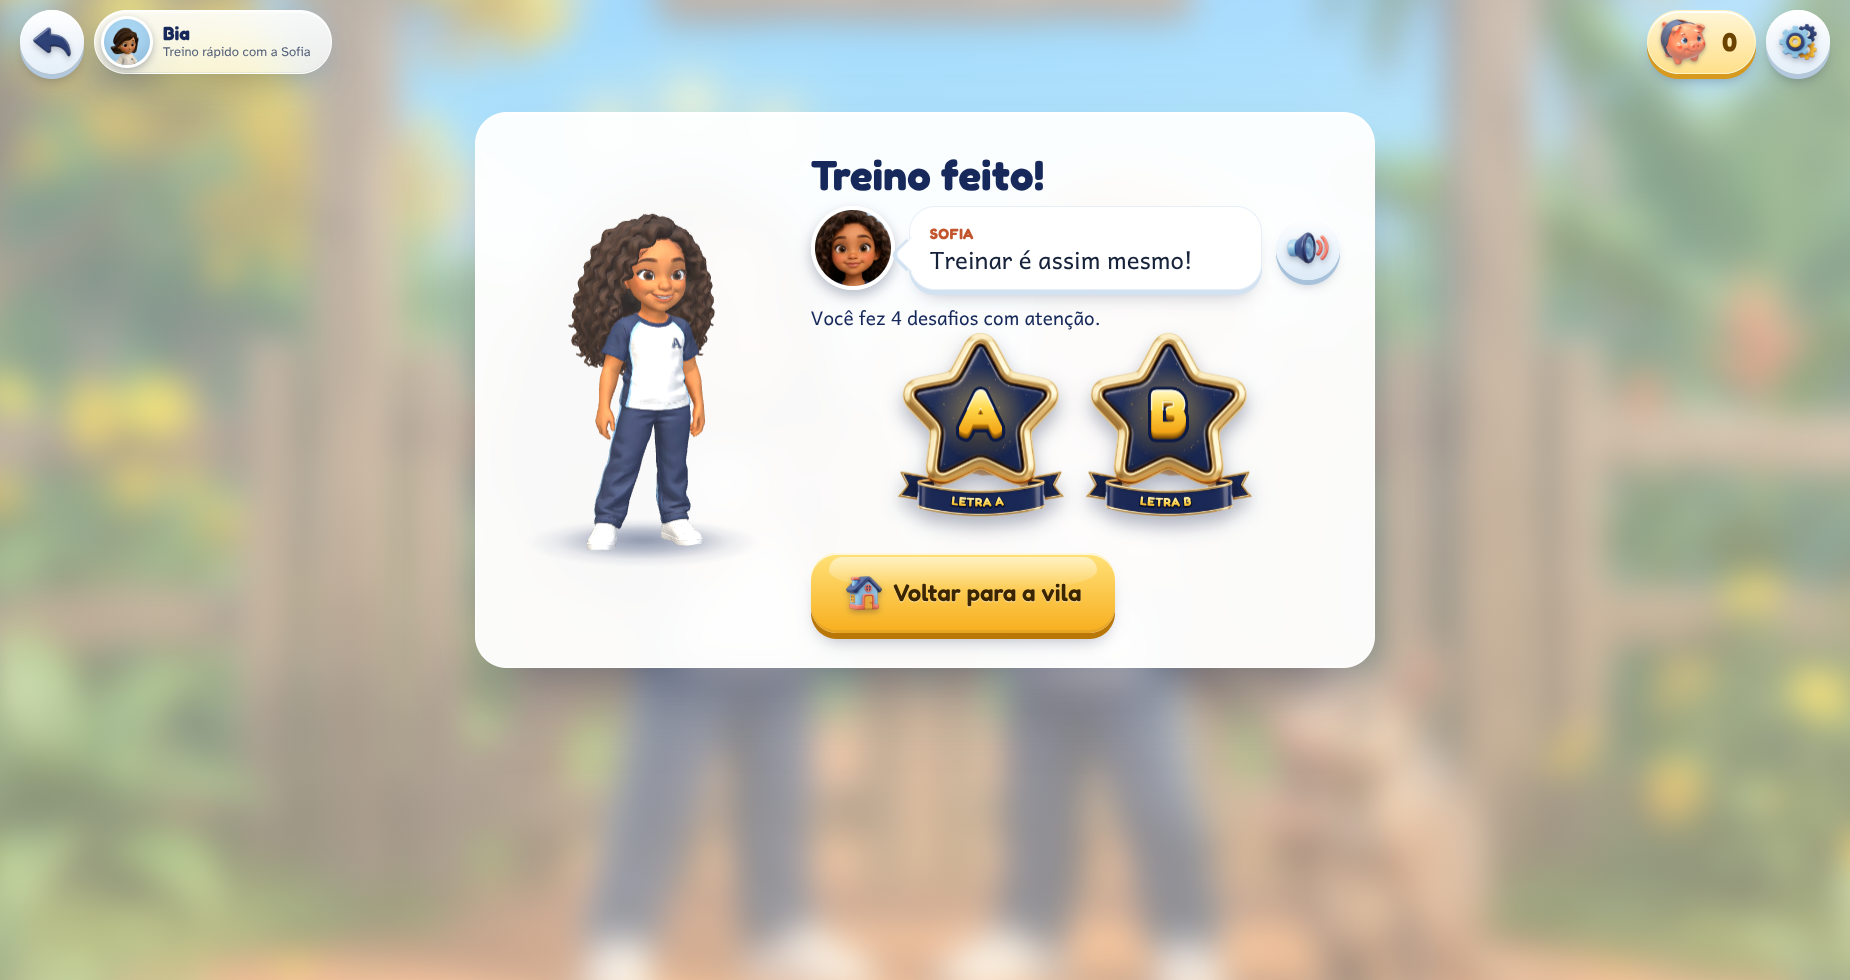 Bia
Treino rápido com a Sofia
0
Treino feito!
SOFIA
Treinar é assim mesmo!
Você fez 4 desafios com atenção.
A
B
LETRA A
LETRA B
Voltar para a vila
A